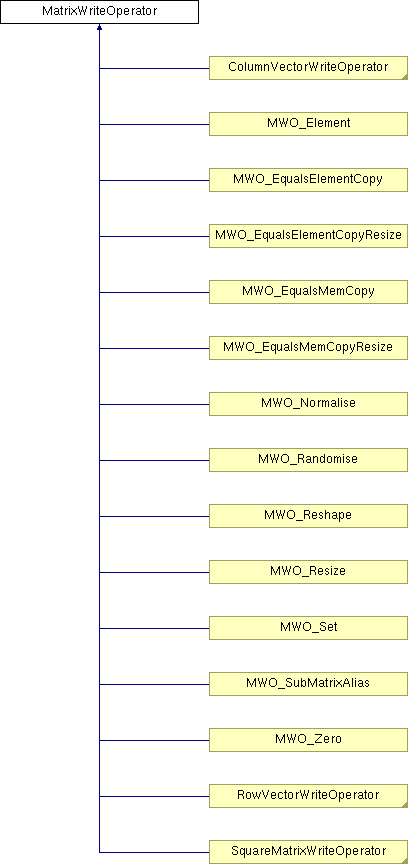 MatrixWriteOperator
ColumnVectorWriteOperator
MWO_Element
MWO_EqualsElementCopy
MWO_EqualsElementCopyResize
MWO_EqualsMemCopy
MWO_EqualsMemCopyResize
MWO_Normalise
MWO_Randomise
MWO_Reshape
MWO_Resize
MWO_Set
MWO_SubMatrixAlias
MWO_Zero
RowVectorWriteOperator
SquareMatrixWriteOperator